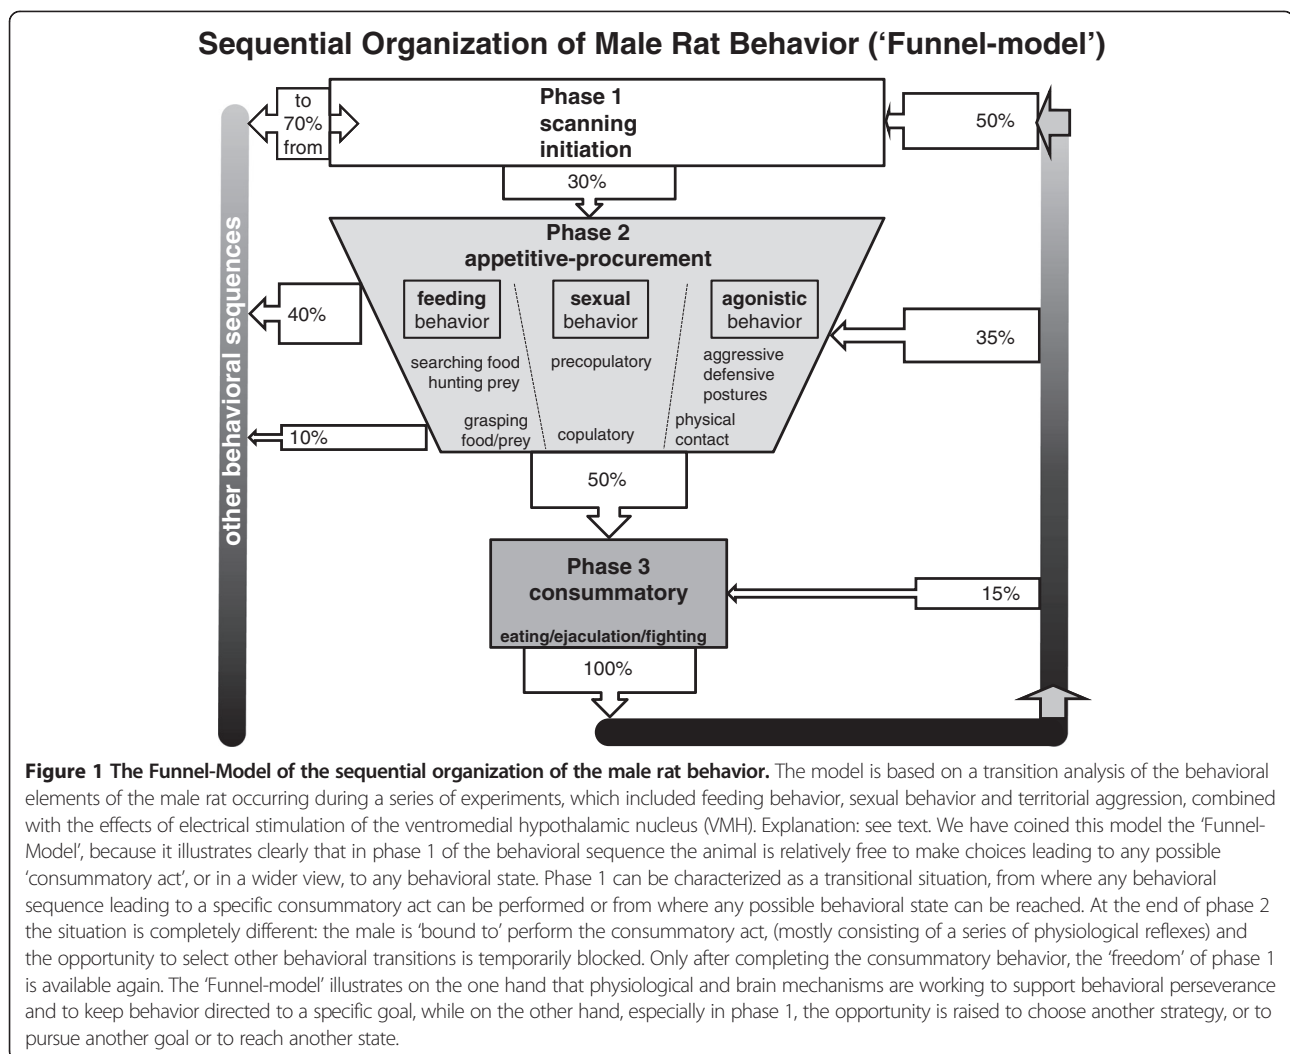 Sequential Organization of Male Rat Behavior (‘Funnel-model’)
to
70%
from
Phase 1
scanning
initiation
50%
30%
other behavioral sequences
Phase 2
appetitive-procurement
feeding
behavior
sexual
behavior
agonistic
behavior
40%
35%
searching food
hunting prey
precopulatory
aggressive
defensive
postures
grasping
food/prey
copulatory
physical
contact
10%
50%
Phase 3
consummatory
eating/ejaculation/fighting
15%
100%
Figure 1 The Funnel-Model of the sequential organization of the male rat behavior. The model is based on a transition analysis of the behavioral
elements of the male rat occurring during a series of experiments, which included feeding behavior, sexual behavior and territorial aggression, combined
with the effects of electrical stimulation of the ventromedial hypothalamic nucleus (VMH). Explanation: see text. We have coined this model the ‘Funnel-
Model’, because it illustrates clearly that in phase 1 of the behavioral sequence the animal is relatively free to make choices leading to any possible
‘consummatory act’, or in a wider view, to any behavioral state. Phase 1 can be characterized as a transitional situation, from where any behavioral
sequence leading to a specific consummatory act can be performed or from where any possible behavioral state can be reached. At the end of phase 2
the situation is completely different: the male is ‘bound to’ perform the consummatory act, (mostly consisting of a series of physiological reflexes) and
the opportunity to select other behavioral transitions is temporarily blocked. Only after completing the consummatory behavior, the ‘freedom’ of phase 1
is available again. The ‘Funnel-model’ illustrates on the one hand that physiological and brain mechanisms are working to support behavioral perseverance
and to keep behavior directed to a specific goal, while on the other hand, especially in phase 1, the opportunity is raised to choose another strategy, or to
pursue another goal or to reach another state.